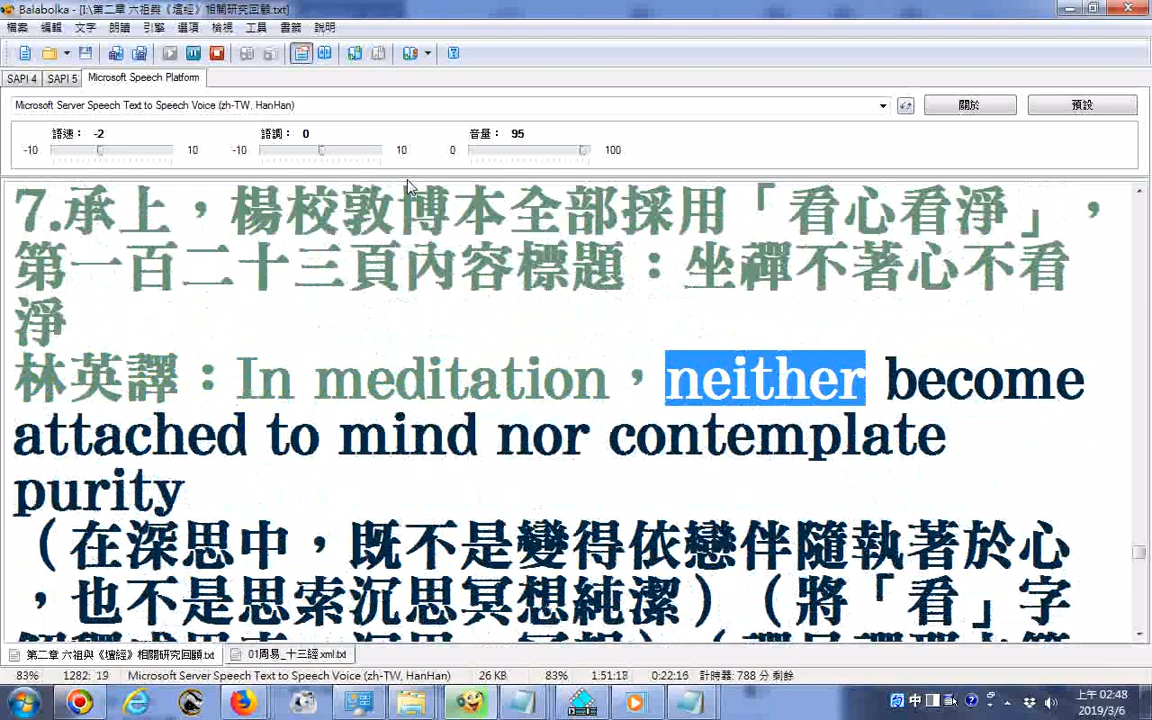 Balabolka - [I:\第二章 六祖與《壇經》相關研究回顧.txt]
檔案 編輯 文字 朗讀 引擎 選項 檢視 工具 書籤 說明
SAPI 4 SAPI 5 Microsoft Speech Platform
Microsoft Server Speech Text to Speech Voice (zh-TW, HanHan) 關於 預設
語速： -2 語調： 0 音量： 95
-10 10 -10 10 0 100
7.承上，楊校敦博本全部採用「看心看淨」，
第一百二十三頁內容標題：坐禪不著心不看
淨
林英譯：In meditation，neither become
attached to mind nor contemplate
purity
（在深思中，既不是變得依戀伴隨執著於心
，也不是思索沉思冥想純潔）（將「看」字
第二章 六祖與《壇經》相關研究回顧.txt 01周易_十三經.xml.txt
83% 1282: 19 Microsoft Server Speech Text to Speech Voice (zh-TW, HanHan) 26 KB 83% 1:51:13 0:22:16 計時器: 788 分 剩餘
中 上午 02:48
2019/3/6